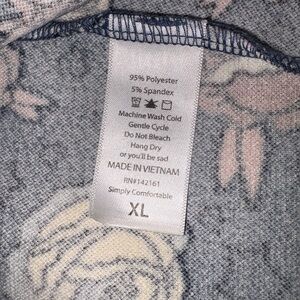 95% Polyester
5% Spandex
Machine Wash Cold
Gentle Cycle
Do Not Bleach
Hang Dry
or you'll be sad
MADE IN VIETNAM
RN#142161
Simply Comfortable
XL